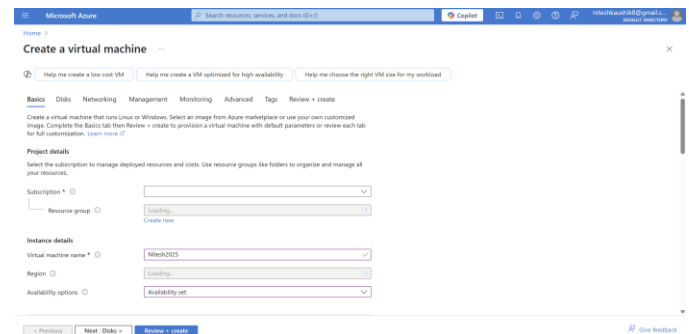 Microsoft Azure
Search resources, services, and docs (G+/)
Copilot
niteshkaushik8@gmail.c...
DEFAULT DIRECTORY
Home >
Create a virtual machine ...
Help me create a low cost VM
Help me create a VM optimized for high availability
Help me choose the right VM size for my workload
Basics Disks Networking Management Monitoring Advanced Tags Review + create
Create a virtual machine that runs Linux or Windows. Select an image from Azure marketplace or use your own customized
image. Complete the Basics tab then Review + create to provision a virtual machine with default parameters or review each tab
for full customization. Learn more
Project details
Select the subscription to manage deployed resources and costs. Use resource groups like folders to organize and manage all
your resources.
Subscription *
Resource group
Loading...
Create new
Instance details
Virtual machine name *
Nitesh2025
Region
Loading...
Availability options
Availability set
< Previous
Next : Disks >
Review + create
Give feedback